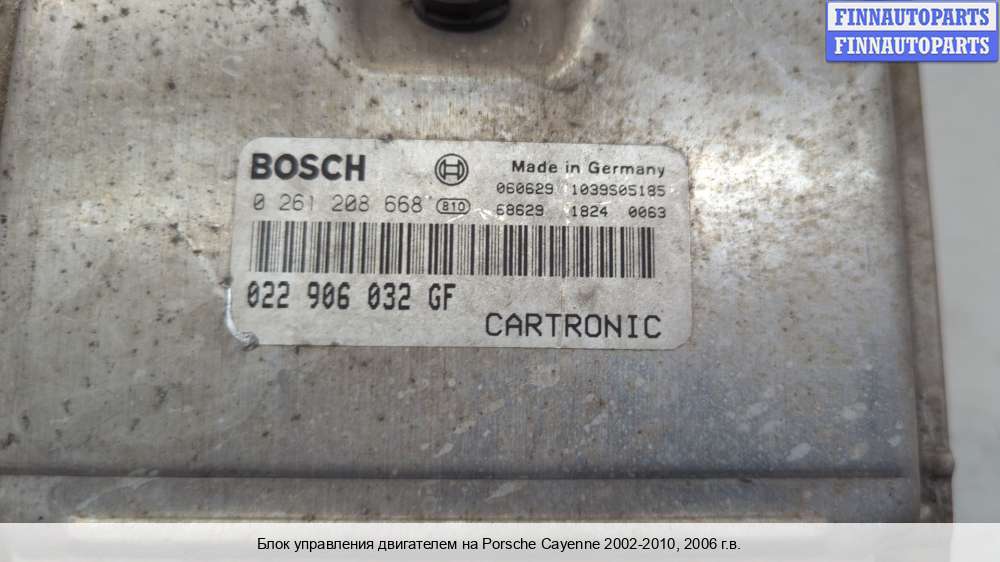 FINNAUTOPARTS
FINNAUTOPARTS
BOSCH
Made in Germany
060629 1039S05185
0 261 208 668 B10
68629 1824 0063
022 906 032 GF
CARTRONIC
Блок управления двигателем на Porsche Cayenne 2002-2010, 2006 г.в.